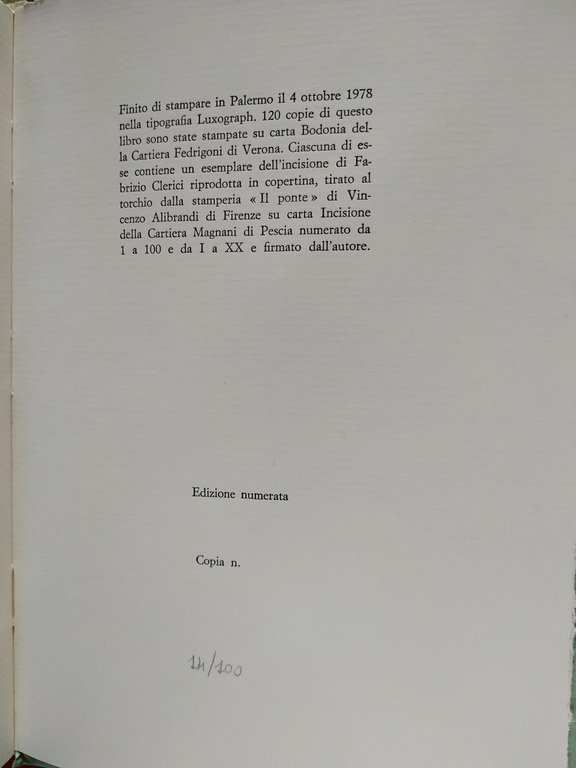 Finito di stampare in Palermo il 4 ottobre 1978
nella tipografia Luxograph. 120 copie di questo
libro sono state stampate su carta Bodonia del-
la Cartiera Fedrigoni di Verona. Ciascuna di es-
se contiene un esemplare dell'incisione di Fa-
brizio Clerici riprodotta in copertina, tirato al
torchio dalla stamperia « Il ponte » di Vin-
cenzo Alibrandi di Firenze su carta Incisione
della Cartiera Magnani di Pescia numerato da
1 a 100 e da I a XX e firmato dall'autore.
Edizione numerata
Copia n.
14/100